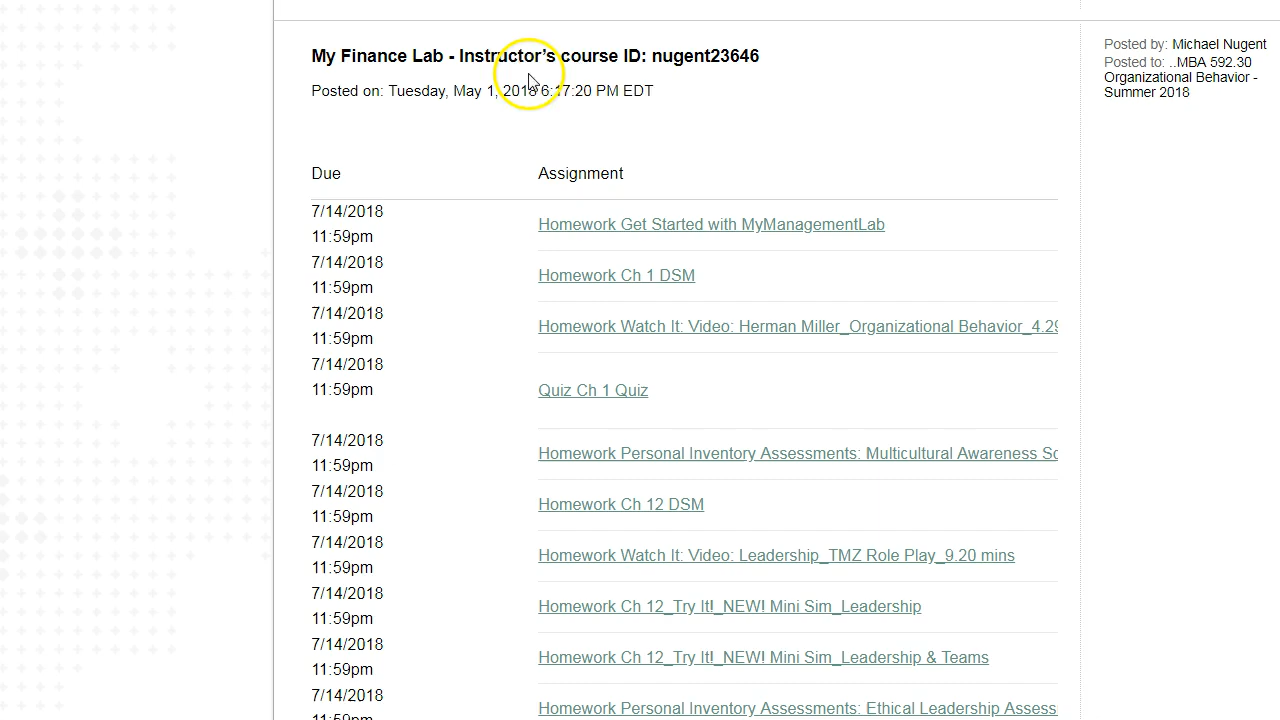 My Finance Lab - Instructor's course ID: nugent23646
Posted on: Tuesday, May 1, 2018 6:17:20 PM EDT
Posted by: Michael Nugent
Posted to: ..MBA 592.30
Organizational Behavior -
Summer 2018
Due Assignment
7/14/2018
11:59pm
Homework Get Started with MyManagementLab
7/14/2018
11:59pm
Homework Ch 1 DSM
7/14/2018
11:59pm
Homework Watch It: Video: Herman Miller_Organizational Behavior_4.29
7/14/2018
11:59pm
Quiz Ch 1 Quiz
7/14/2018
11:59pm
Homework Personal Inventory Assessments: Multicultural Awareness Sc
7/14/2018
11:59pm
Homework Ch 12 DSM
7/14/2018
11:59pm
Homework Watch It: Video: Leadership_TMZ Role Play_9.20 mins
7/14/2018
11:59pm
Homework Ch 12_Try It!_NEW! Mini Sim_Leadership
7/14/2018
11:59pm
Homework Ch 12_Try It!_NEW! Mini Sim_Leadership & Teams
7/14/2018
11:59pm
Homework Personal Inventory Assessments: Ethical Leadership Assess